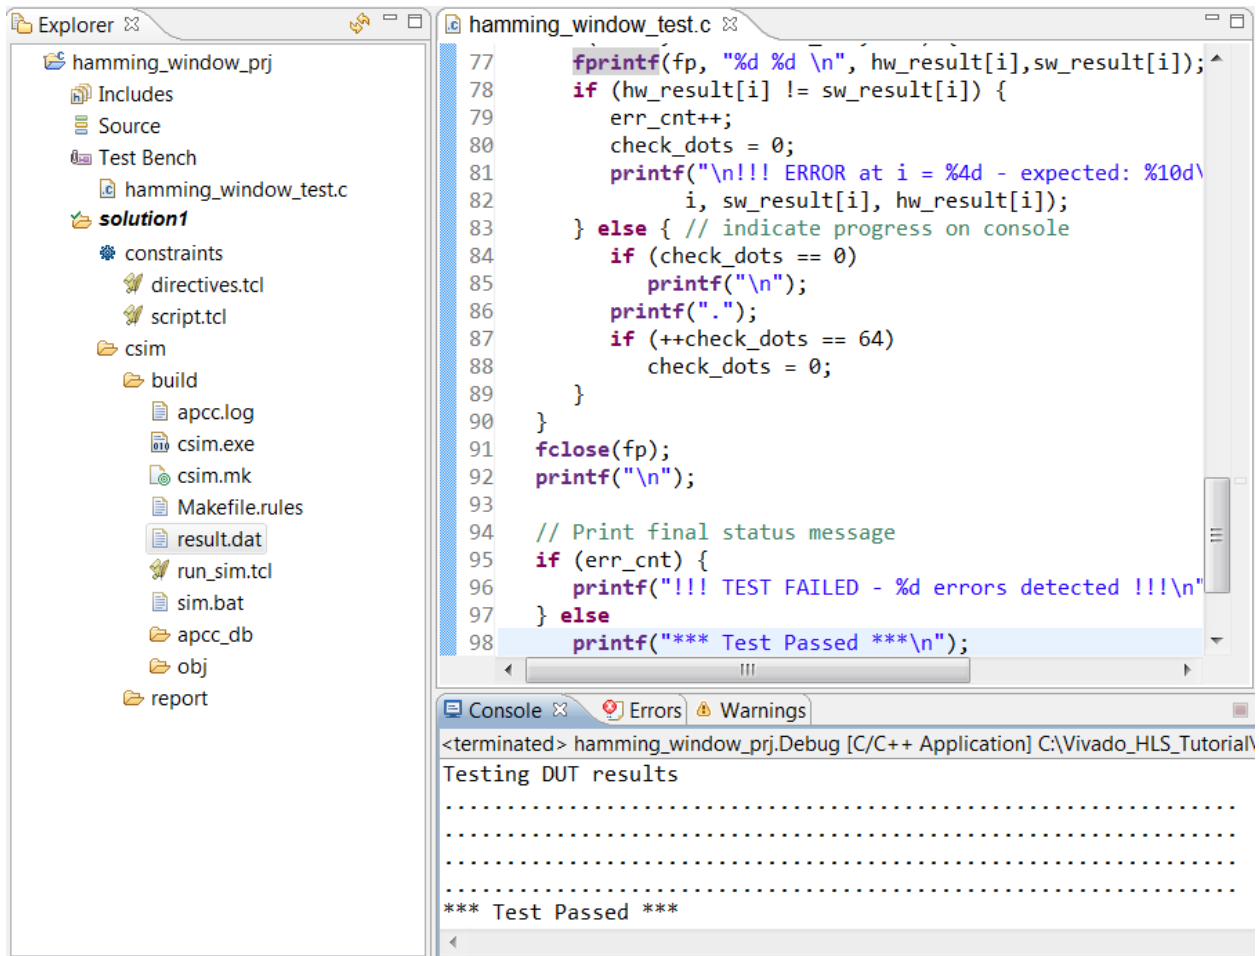 Explorer
hamming_window_prj
Includes
Source
Test Bench
hamming_window_test.c
solution1
constraints
directives.tcl
script.tcl
csim
build
apcc.log
csim.exe
csim.mk
Makefile.rules
result.dat
run_sim.tcl
sim.bat
apcc_db
obj
report
hamming_window_test.c
77 fprintf(fp, "%d %d \n", hw_result[i],sw_result[i]);
78 if (hw_result[i] != sw_result[i]) {
79 err_cnt++;
80 check_dots = 0;
81 printf("\n!!! ERROR at i = %4d - expected: %10d\
82 i, sw_result[i], hw_result[i]);
83 } else { // indicate progress on console
84 if (check_dots == 0)
85 printf("\n");
86 printf(".");
87 if (++check_dots == 64)
88 check_dots = 0;
89 }
90 }
91 fclose(fp);
92 printf("\n");
93
94 // Print final status message
95 if (err_cnt) {
96 printf("!!! TEST FAILED - %d errors detected !!!\n"
97 } else
98 printf("*** Test Passed ***\n");
Console Errors Warnings
<terminated> hamming_window_prj.Debug [C/C++ Application] C:\Vivado_HLS_Tutorial\
Testing DUT results
................................................................
................................................................
................................................................
................................................................
*** Test Passed ***